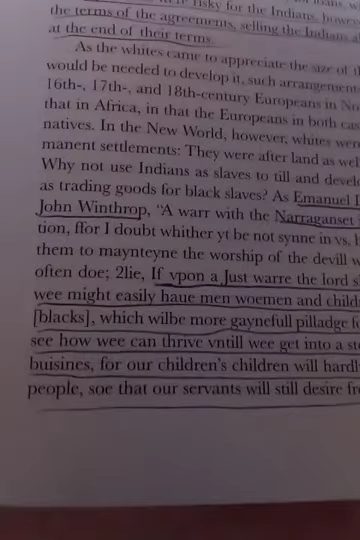 risky for the Indians, howe
the terms of the agreements, selling the Indians a
at the end of their terms.
As the whites came to appreciate the size of t
would be needed to develop it, such arrangement
16th-, 17th-, and 18th-century Europeans in No
that in Africa, in that the Europeans in both cas
natives. In the New World, however, whites wer
manent settlements: They were after land as wel
Why not use Indians as slaves to till and devel
as trading goods for black slaves? As Emanuel D
John Winthrop, “A warr with the Narraganset
tion, ffor I doubt whither yt be not synne in vs, h
them to maynteyne the worship of the devill w
often doe; 2lie, If vpon a Just warre the lord s
wee might easily haue men woemen and child
[blacks], which wilbe more gaynefull pilladge f
see how wee can thrive vntill wee get into a sto
buisines, for our children’s children will hardl
people, soe that our servants will still desire fre